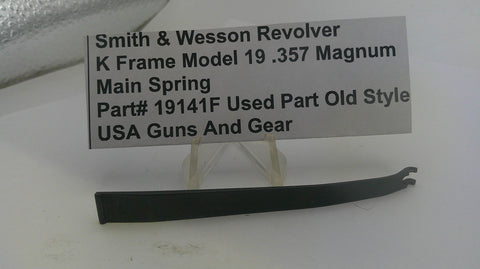 Smith & Wesson Revolver
K Frame Model 19 .357 Magnum
Main Spring
Part# 19141F Used Part Old Style
USA Guns And Gear